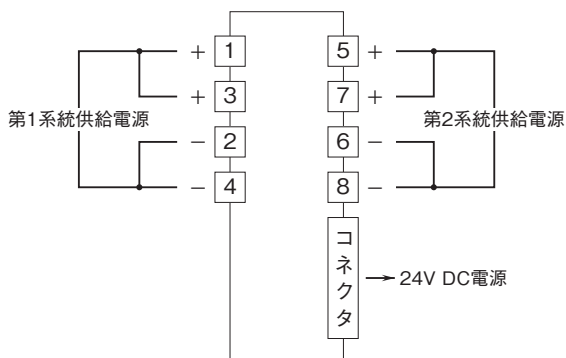 + 1 5 +
+ 3 7 +
第1系統供給電源 第2系統供給電源
− 2 6 −
− 4 8 −
コネクタ
24V DC電源